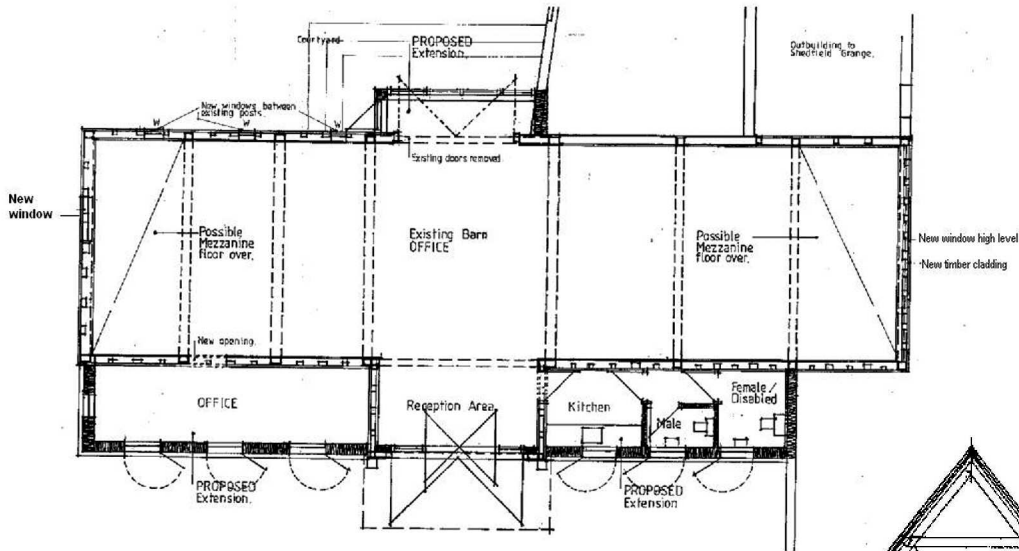 Courtyard
PROPOSED
Extension.
Outbuilding to
Shedfield Grange.
New windows between
existing posts.
W
W
W
Existing doors removed.
New
window
Possible
Mezzanine
floor over.
Existing Barn
OFFICE
Possible
Mezzanine
floor over.
New window high level
New timber cladding
New opening.
OFFICE
Reception Area.
Kitchen
Male
Female /
Disabled
PROPOSED
Extension.
PROPOSED
Extension